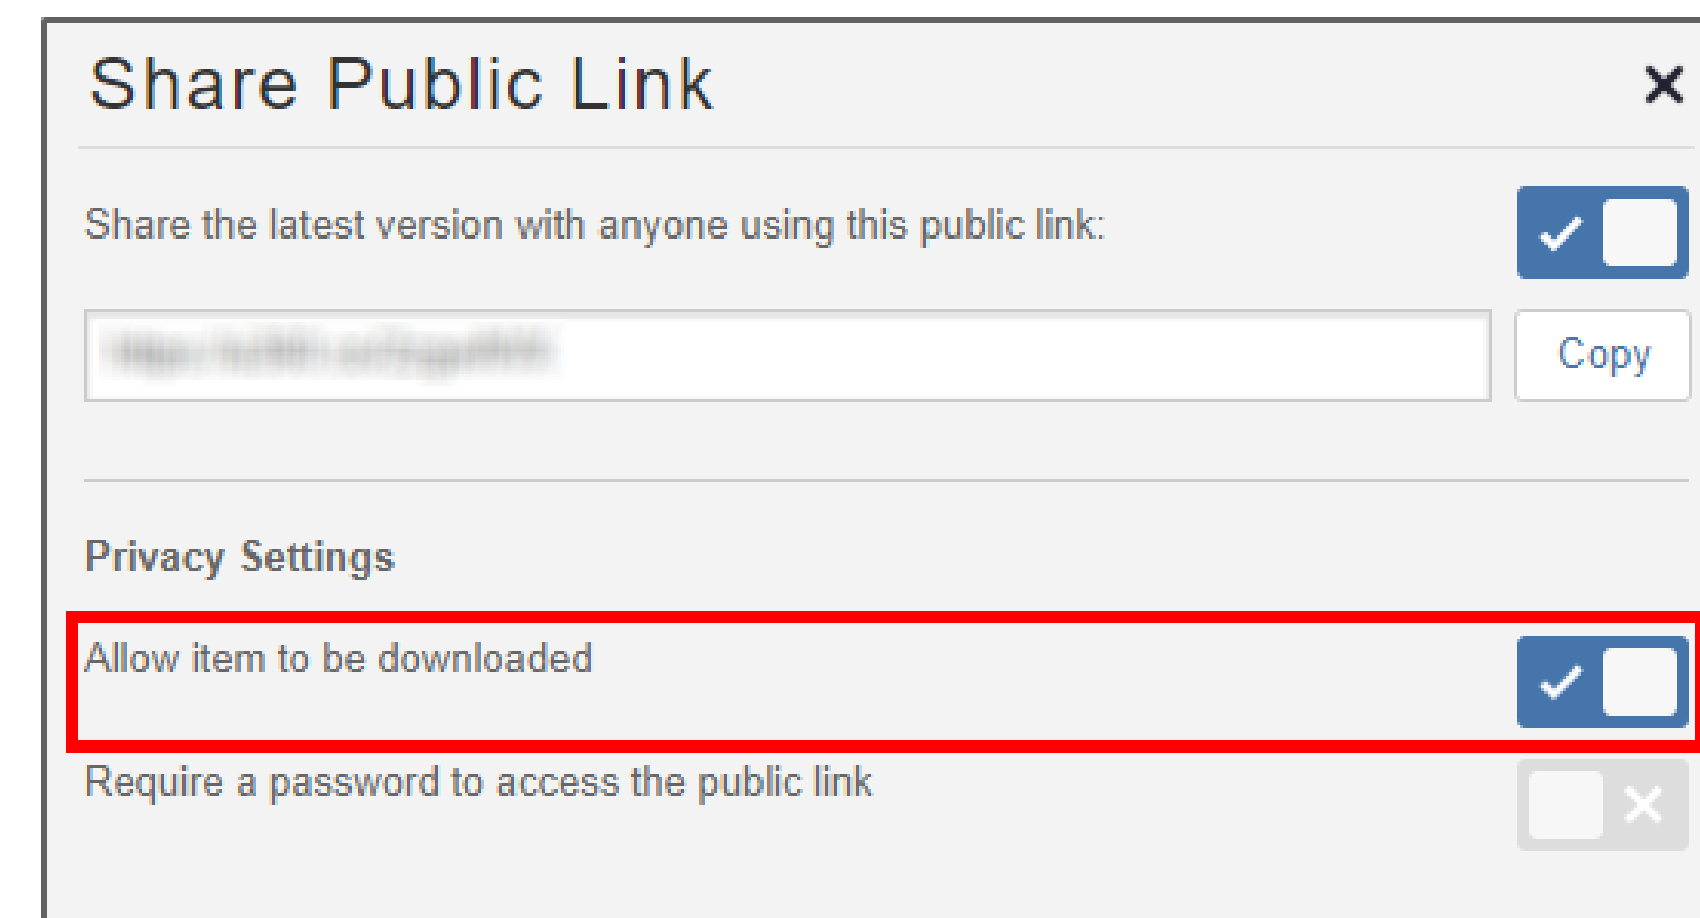 Share Public Link
Share the latest version with anyone using this public link:
Copy
Privacy Settings
Allow item to be downloaded
Require a password to access the public link